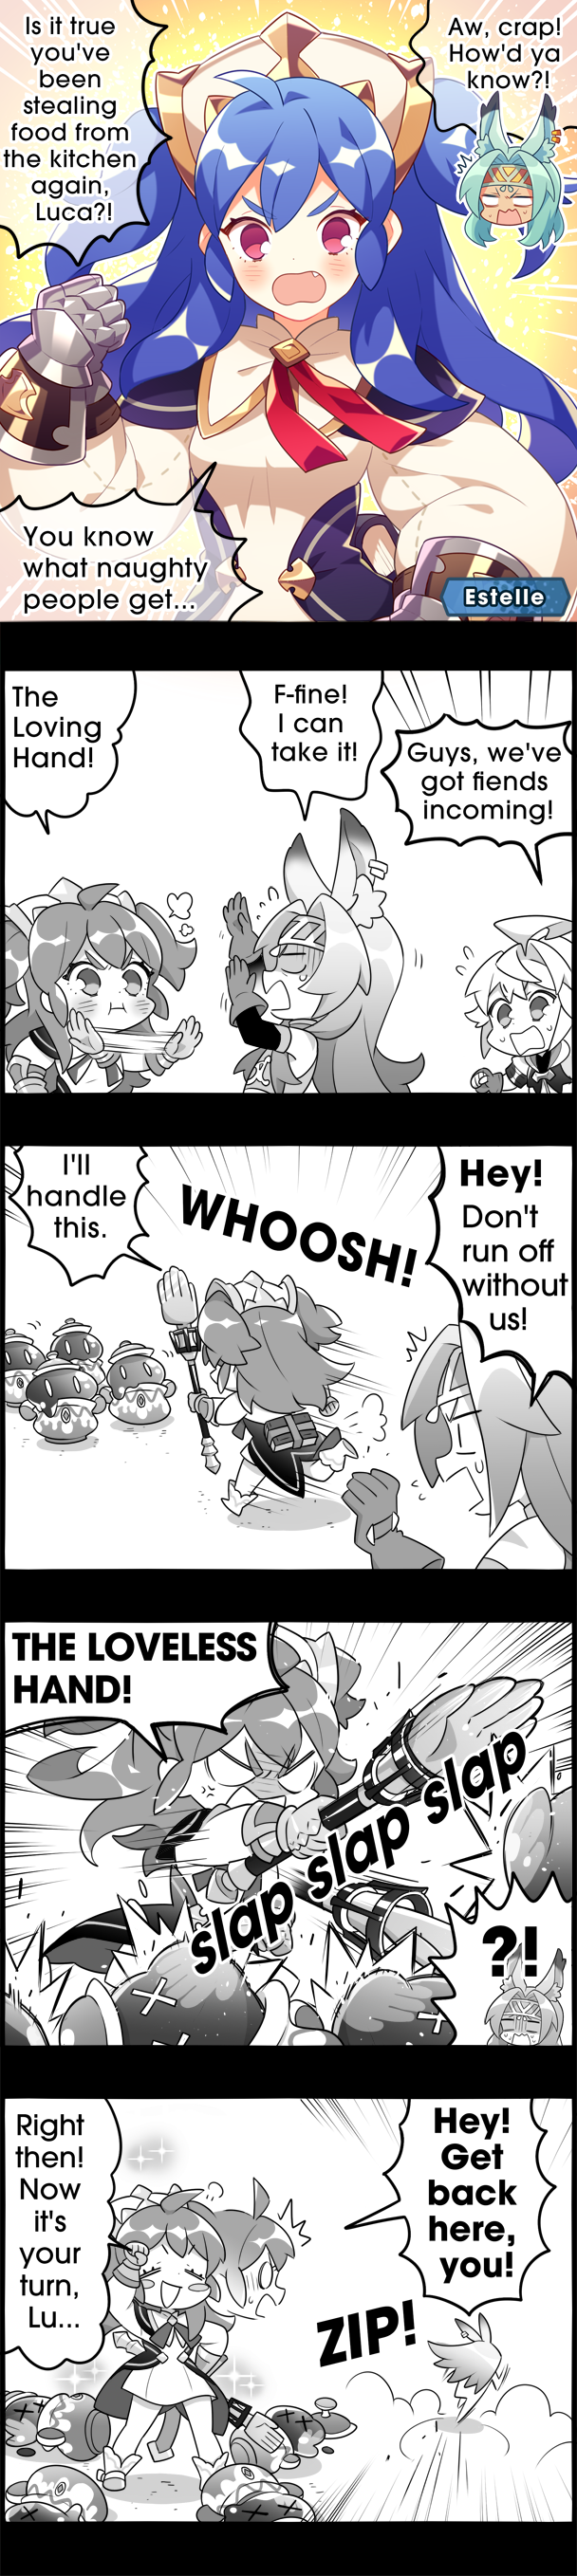 Is it true
you've
been
stealing
food from
the kitchen
again,
Luca?!
Aw, crap!
How'd ya
know?!
You know
what naughty
people get...
Estelle
The
Loving
Hand!
F-fine!
I can
take it!
Guys, we've
got fiends
incoming!
I'll
handle
this.
WHOOSH!
Hey!
Don't
run off
without
us!
THE LOVELESS
HAND!
slap slap slap
?!
Right
then!
Now
it's
your
turn,
Lu...
Hey!
Get
back
here,
you!
ZIP!